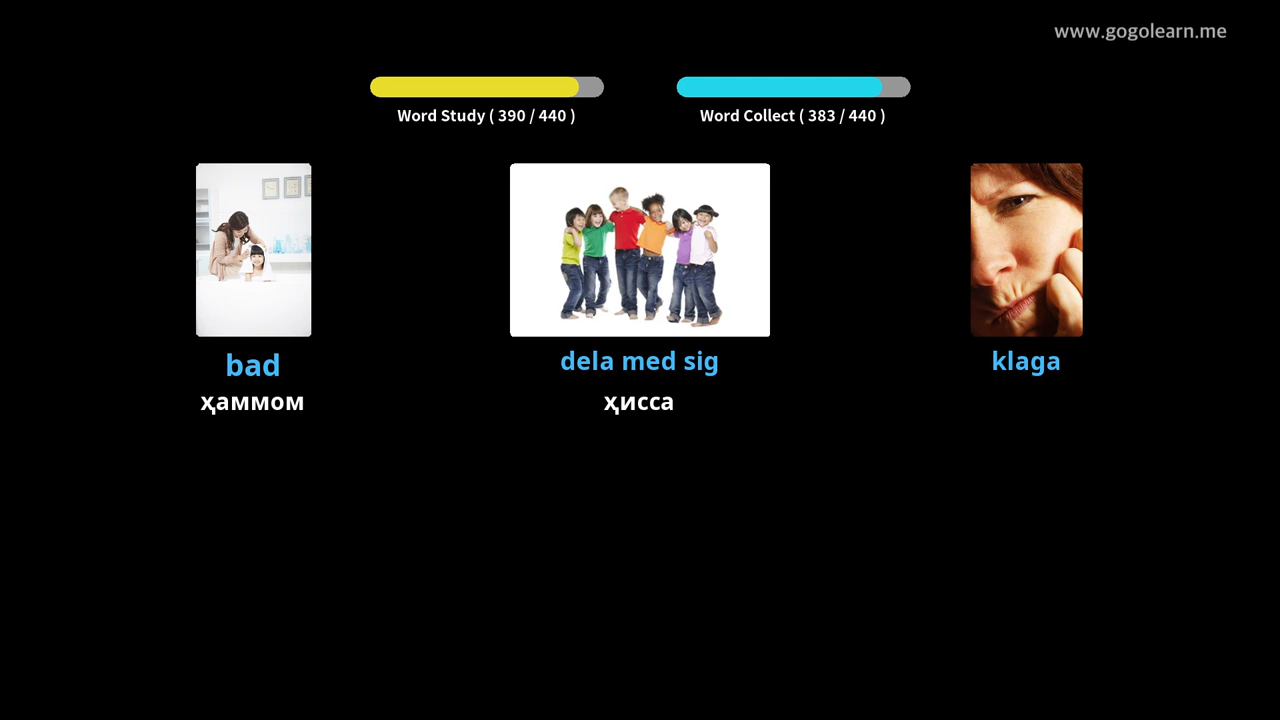 www.gogolearn.me
Word Study ( 390 / 440 )
Word Collect ( 383 / 440 )
bad
dela med sig
klaga
ҳаммом
ҳисса